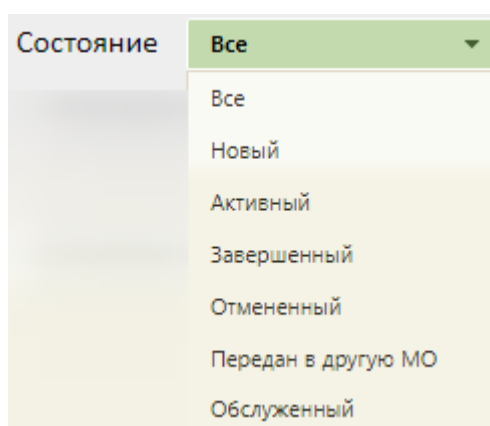 Состояние Все
Все
Новый
Активный
Завершенный
Отмененный
Передан в другую МО
Обслуженный